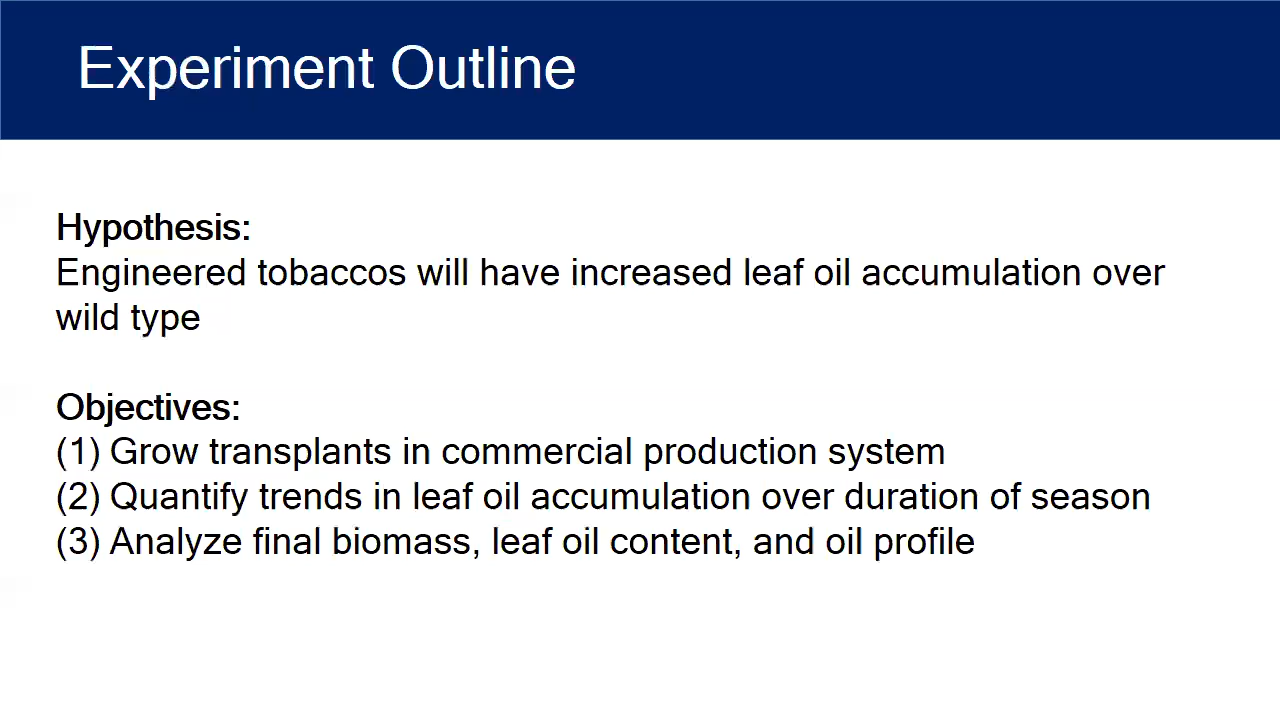 Experiment Outline
Hypothesis:
Engineered tobaccos will have increased leaf oil accumulation over
wild type
Objectives:
(1) Grow transplants in commercial production system
(2) Quantify trends in leaf oil accumulation over duration of season
(3) Analyze final biomass, leaf oil content, and oil profile